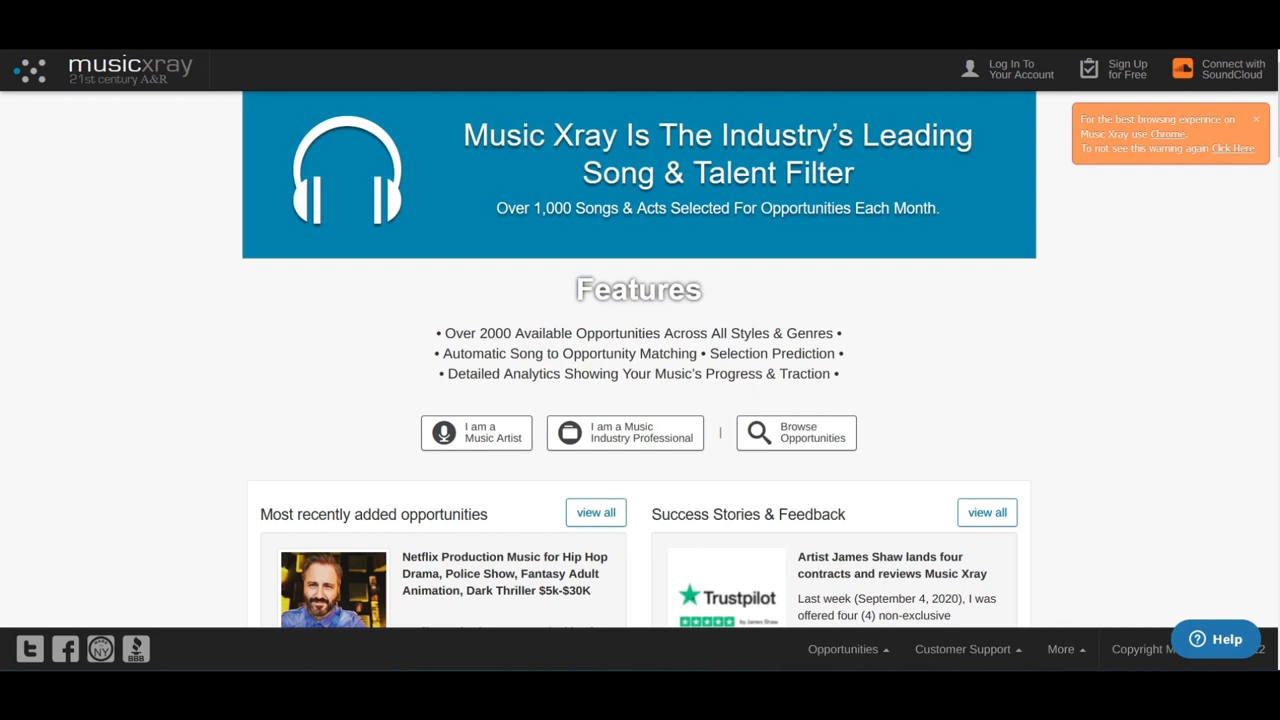 musicxray
21st century A&R
Log In To
Your Account
Sign Up
for Free
Connect with
SoundCloud
For the best browsing experince on
Music Xray use Chrome.
To not see this warning again Click Here
×
Music Xray Is The Industry’s Leading
Song & Talent Filter
Over 1,000 Songs & Acts Selected For Opportunities Each Month.
Features
• Over 2000 Available Opportunities Across All Styles & Genres •
• Automatic Song to Opportunity Matching • Selection Prediction •
• Detailed Analytics Showing Your Music’s Progress & Traction •
I am a
Music Artist
I am a Music
Industry Professional
|
Browse
Opportunities
Most recently added opportunities
view all
Netflix Production Music for Hip Hop
Drama, Police Show, Fantasy Adult
Animation, Dark Thriller $5k-$30K
Success Stories & Feedback
view all
Trustpilot
by James Shaw
Artist James Shaw lands four
contracts and reviews Music Xray
Last week (September 4, 2020), I was
offered four (4) non-exclusive
NY
BBB
Opportunities
Customer Support
More
Copyright
Help